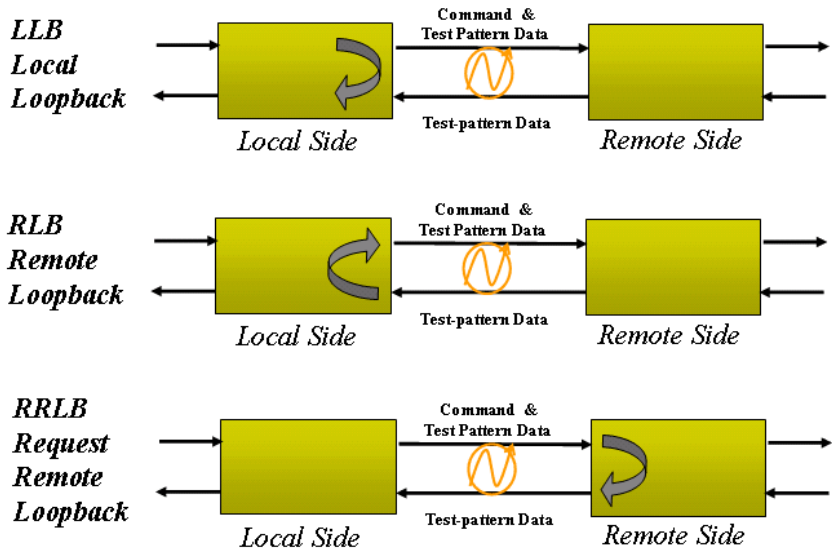 LLB
Local
Loopback
Command &
Test Pattern Data
Test-pattern Data
Local Side
Remote Side
RLB
Remote
Loopback
Command &
Test Pattern Data
Test-pattern Data
Local Side
Remote Side
RRLB
Request
Remote
Loopback
Command &
Test Pattern Data
Test-pattern Data
Local Side
Remote Side